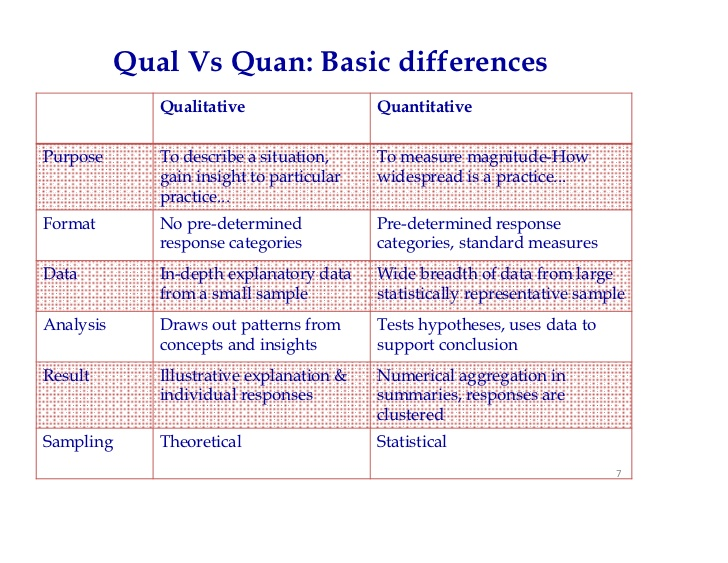 Qual Vs Quan: Basic differences
Qualitative
Quantitative
Purpose
To describe a situation,
gain insight to particular
practice...
To measure magnitude-How
widespread is a practice...
Format
No pre-determined
response categories
Pre-determined response
categories, standard measures
Data
In-depth explanatory data
from a small sample
Wide breadth of data from large
statistically representative sample
Analysis
Draws out patterns from
concepts and insights
Tests hypotheses, uses data to
support conclusion
Result
Illustrative explanation &
individual responses
Numerical aggregation in
summaries, responses are
clustered
Sampling
Theoretical
Statistical
7